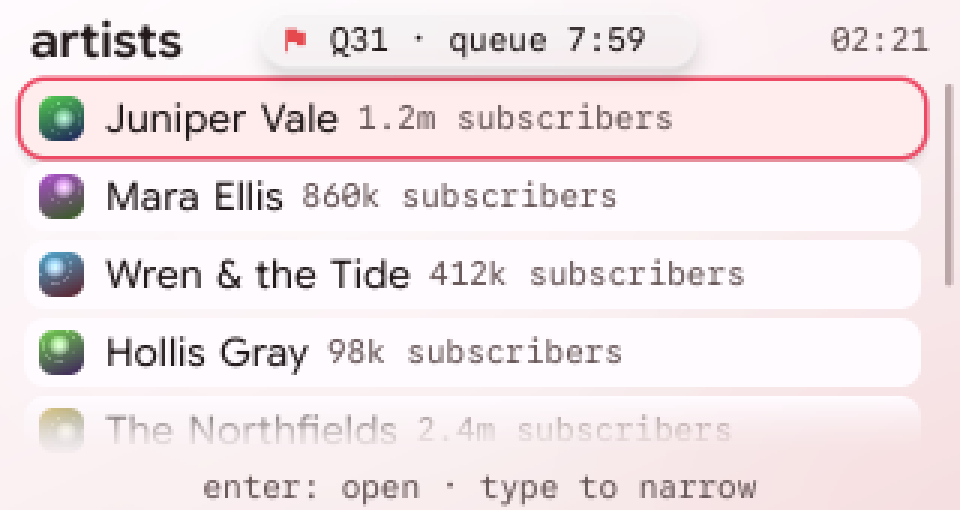 artists Q31 · queue 7:59 02:21
Juniper Vale 1.2m subscribers
Mara Ellis 860k subscribers
Wren & the Tide 412k subscribers
Hollis Gray 98k subscribers
The Northfields 2.4m subscribers
enter: open · type to narrow